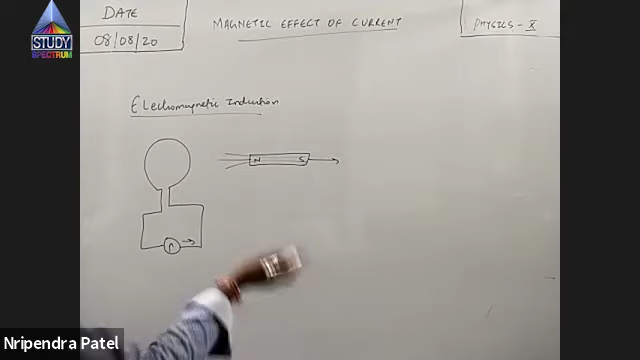 STUDY
SPECTRUM
DATE
08/08/20
MAGNETIC EFFECT OF CURRENT
PHYSICS - X
Electromagnetic Induction
N S
Nripendra Patel